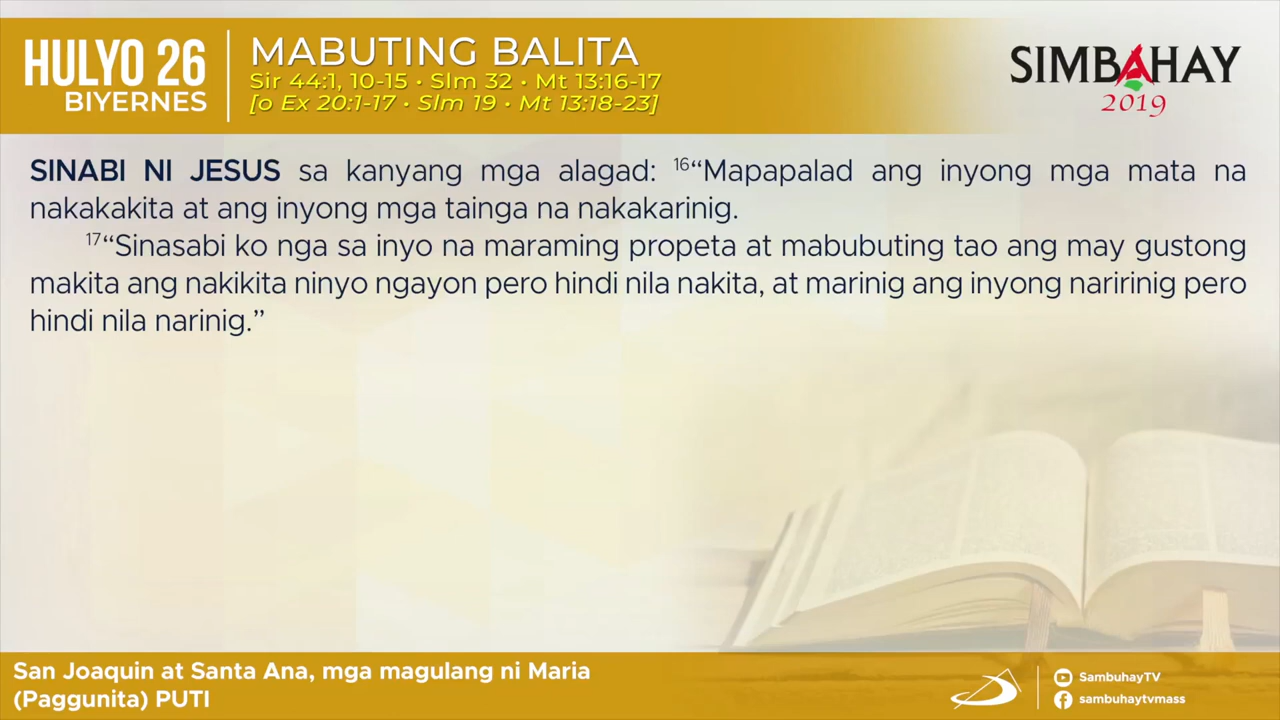 HULYO 26
BIYERNES
MABUTING BALITA
Sir 44:1, 10-15 • Slm 32 • Mt 13:16-17
[o Ex 20:1-17 • Slm 19 • Mt 13:18-23]
SIMBAHAY
2019
SINABI NI JESUS sa kanyang mga alagad: 16“Mapapalad ang inyong mga mata na
nakakakita at ang inyong mga tainga na nakakarinig.
17“Sinasabi ko nga sa inyo na maraming propeta at mabubuting tao ang may gustong
makita ang nakikita ninyo ngayon pero hindi nila nakita, at marinig ang inyong naririnig pero
hindi nila narinig.”
San Joaquin at Santa Ana, mga magulang ni Maria
(Paggunita) PUTI
SambuhayTV
sambuhaytvmass